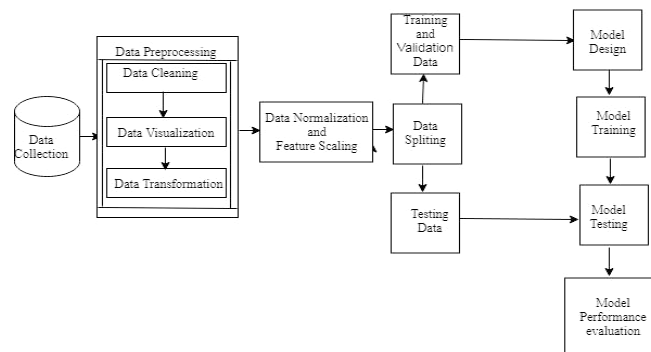 Data
Collection
Data Preprocessing
Data Cleaning
Data Visualization
Data Transformation
Data Normalization
and
Feature Scaling
Data
Spliting
Training
and
Validation
Data
Testing
Data
Model
Design
Model
Training
Model
Testing
Model
Performance
evaluation